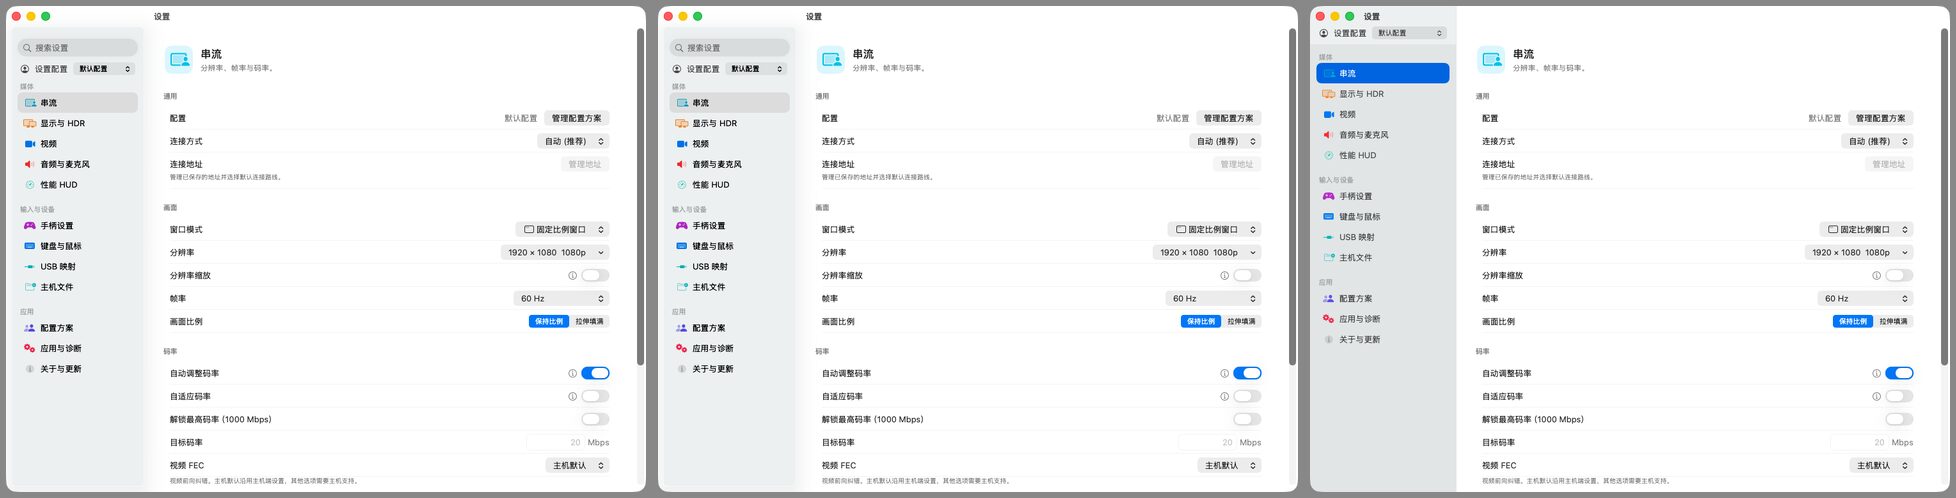 设置
搜索设置
设置配置 默认配置
媒体
串流
显示与 HDR
视频
音频与麦克风
性能 HUD
输入与设备
手柄设置
键盘与鼠标
USB 映射
主机文件
应用
配置方案
应用与诊断
关于与更新
串流
分辨率、帧率与码率。
通用
配置 默认配置 管理配置方案
连接方式 自动 (推荐)
连接地址 管理地址
管理已保存的地址并选择默认连接路线。
画面
窗口模式 固定比例窗口
分辨率 1920 × 1080 1080p
分辨率缩放
帧率 60 Hz
画面比例 保持比例 拉伸填满
码率
自动调整码率
自适应码率
解锁最高码率 (1000 Mbps)
目标码率 20 Mbps
视频 FEC 主机默认
视频前向纠错。主机默认沿用主机端设置，其他选项需要主机支持。
设置
搜索设置
设置配置 默认配置
媒体
串流
显示与 HDR
视频
音频与麦克风
性能 HUD
输入与设备
手柄设置
键盘与鼠标
USB 映射
主机文件
应用
配置方案
应用与诊断
关于与更新
串流
分辨率、帧率与码率。
通用
配置 默认配置 管理配置方案
连接方式 自动 (推荐)
连接地址 管理地址
管理已保存的地址并选择默认连接路线。
画面
窗口模式 固定比例窗口
分辨率 1920 × 1080 1080p
分辨率缩放
帧率 60 Hz
画面比例 保持比例 拉伸填满
码率
自动调整码率
自适应码率
解锁最高码率 (1000 Mbps)
目标码率 20 Mbps
视频 FEC 主机默认
视频前向纠错。主机默认沿用主机端设置，其他选项需要主机支持。
设置
设置配置 默认配置
媒体
串流
显示与 HDR
视频
音频与麦克风
性能 HUD
输入与设备
手柄设置
键盘与鼠标
USB 映射
主机文件
应用
配置方案
应用与诊断
关于与更新
串流
分辨率、帧率与码率。
通用
配置 默认配置 管理配置方案
连接方式 自动 (推荐)
连接地址 管理地址
管理已保存的地址并选择默认连接路线。
画面
窗口模式 固定比例窗口
分辨率 1920 × 1080 1080p
分辨率缩放
帧率 60 Hz
画面比例 保持比例 拉伸填满
码率
自动调整码率
自适应码率
解锁最高码率 (1000 Mbps)
目标码率 20 Mbps
视频 FEC 主机默认
视频前向纠错。主机默认沿用主机端设置，其他选项需要主机支持。